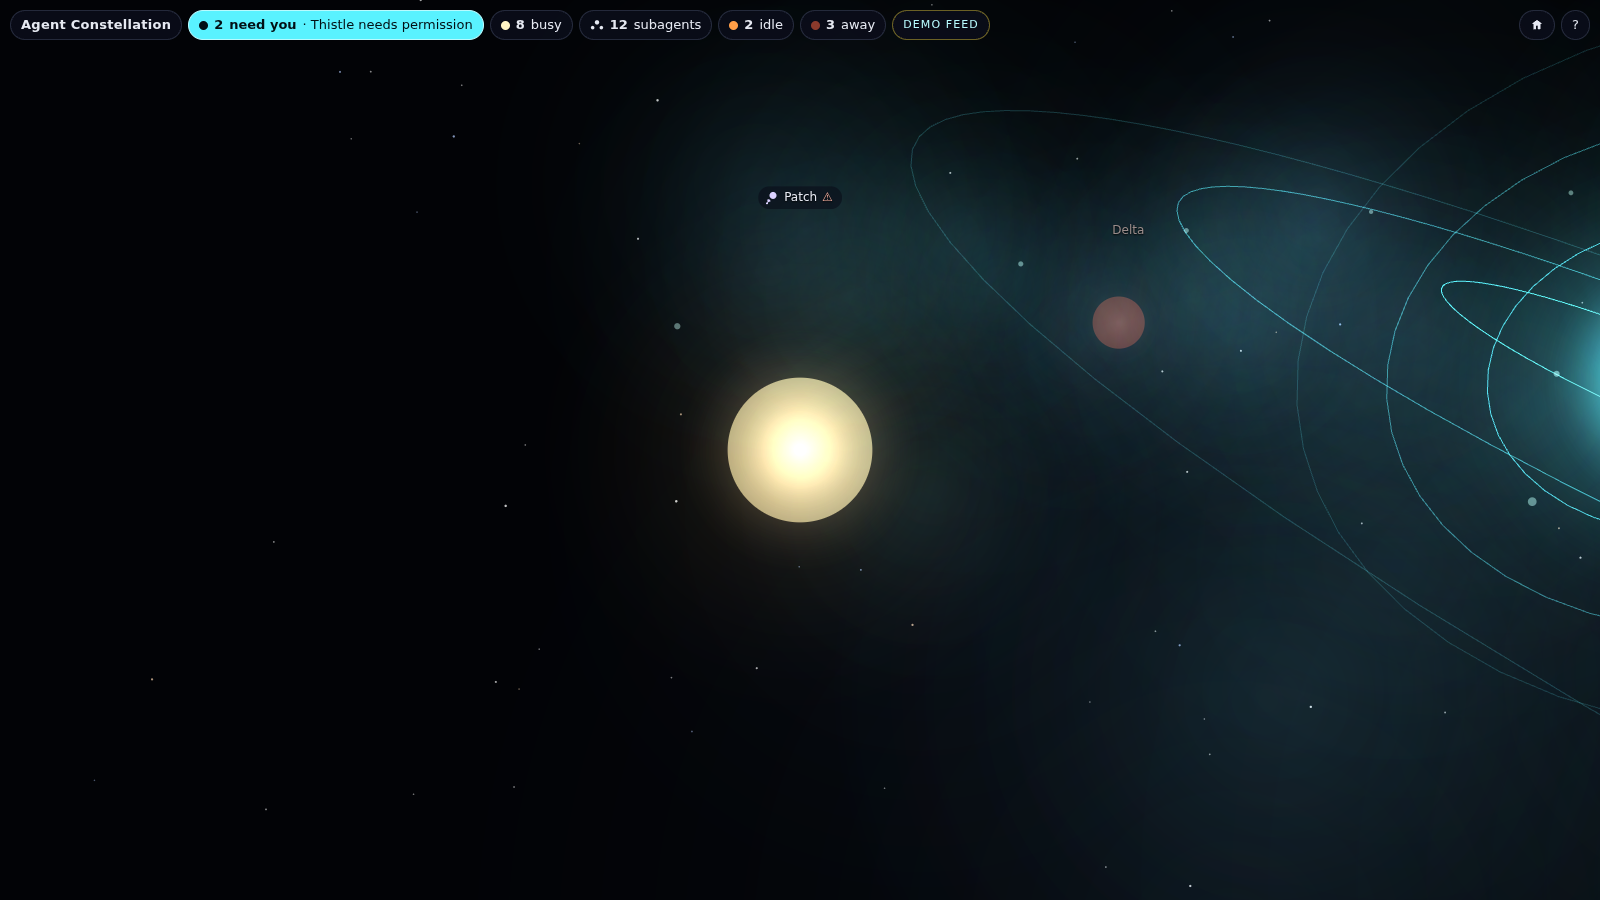 Agent Constellation
2 need you · Thistle needs permission
8 busy
12 subagents
2 idle
3 away
DEMO FEED
?
Patch ⚠
Delta